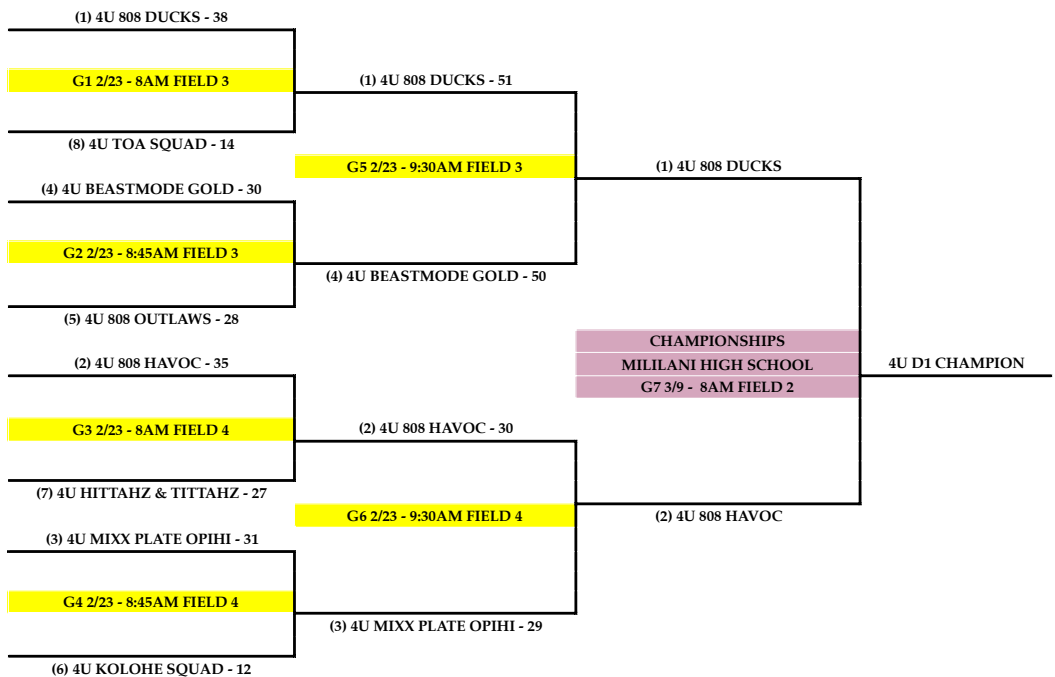 (1) 4U 808 DUCKS - 38
G1 2/23 - 8AM FIELD 3
(1) 4U 808 DUCKS - 51
(8) 4U TOA SQUAD - 14
G5 2/23 - 9:30AM FIELD 3
(1) 4U 808 DUCKS
(4) 4U BEASTMODE GOLD - 30
G2 2/23 - 8:45AM FIELD 3
(4) 4U BEASTMODE GOLD - 50
(5) 4U 808 OUTLAWS - 28
CHAMPIONSHIPS
(2) 4U 808 HAVOC - 35
MILILANI HIGH SCHOOL
4U D1 CHAMPION
G7 3/9 -  8AM FIELD 2
G3 2/23 - 8AM FIELD 4
(2) 4U 808 HAVOC - 30
(7) 4U HITTAHZ & TITTAHZ - 27
G6 2/23 - 9:30AM FIELD 4
(2) 4U 808 HAVOC
(3) 4U MIXX PLATE OPIHI - 31
G4 2/23 - 8:45AM FIELD 4
(3) 4U MIXX PLATE OPIHI - 29
(6) 4U KOLOHE SQUAD - 12